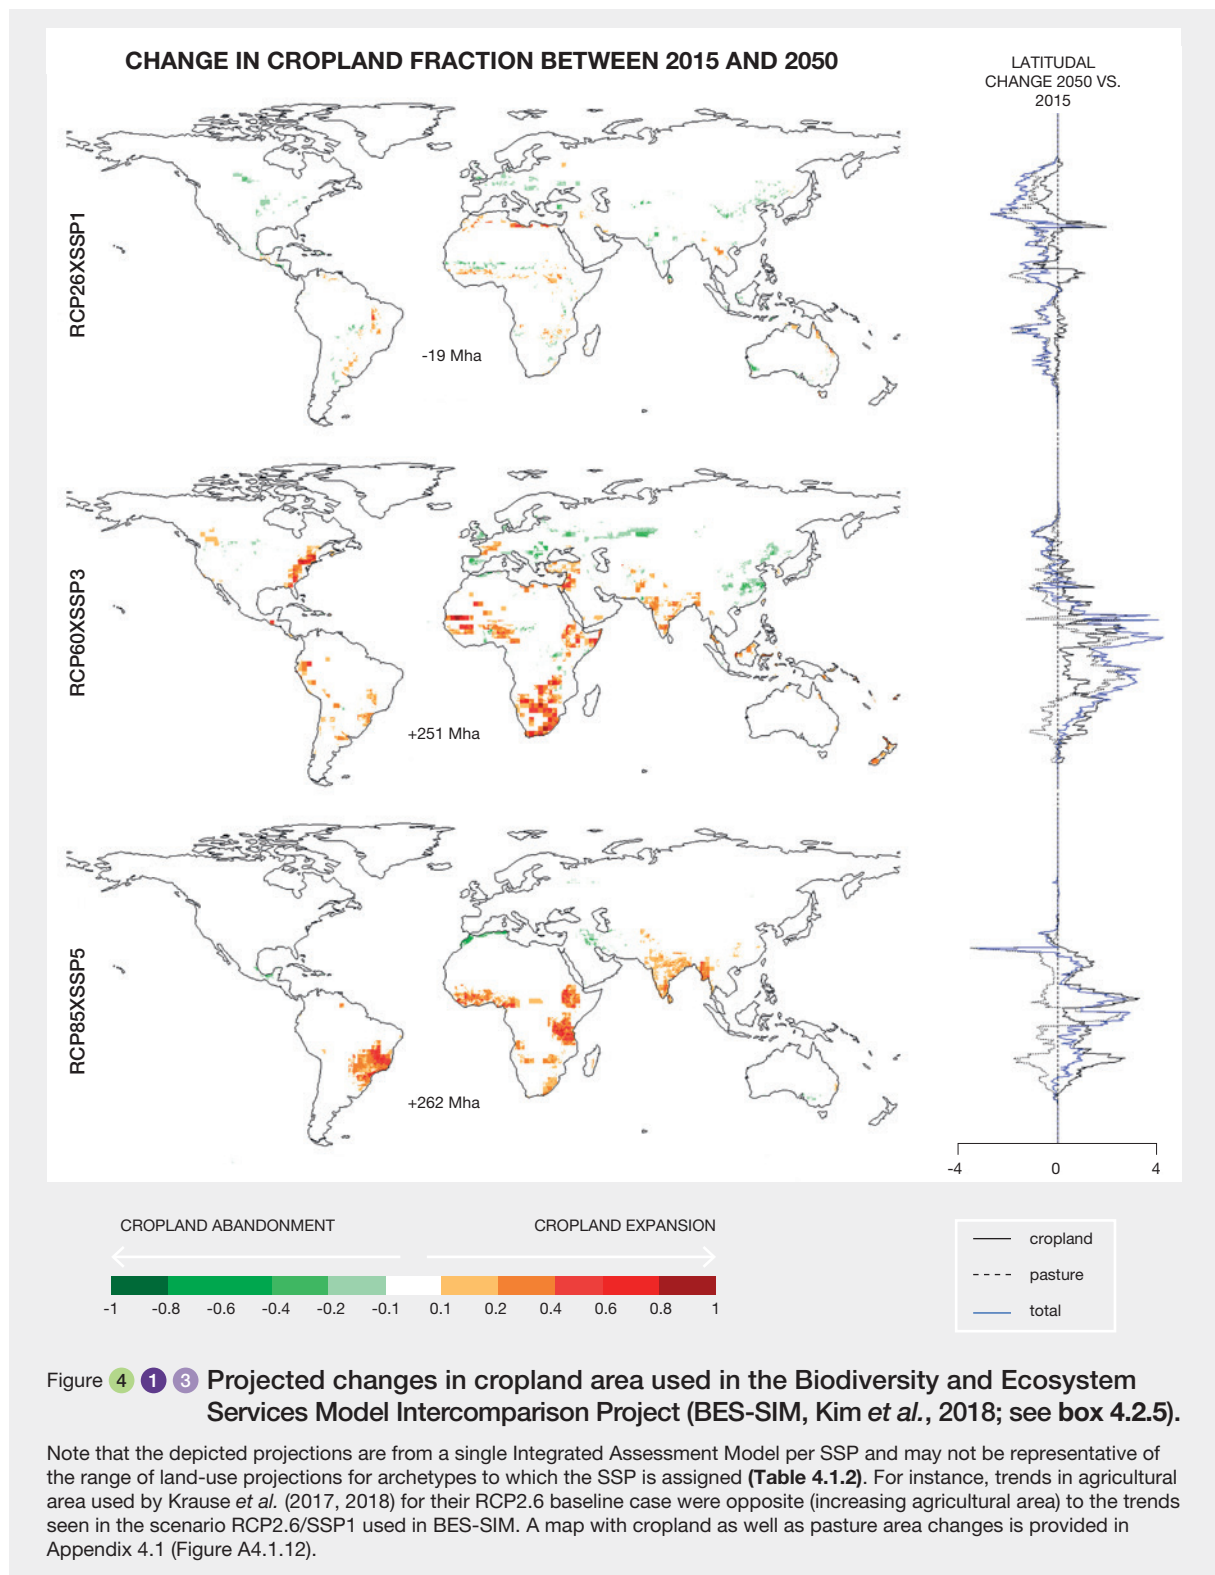 CHANGE IN CROPLAND FRACTION BETWEEN 2015 AND 2050
LATITUDAL
CHANGE 2050 VS.
2015
RCP26XSSP1
-19 Mha
RCP60XSSP3
+251 Mha
RCP85XSSP5
+262 Mha
-4 0 4
CROPLAND ABANDONMENT CROPLAND EXPANSION
-1 -0.8 -0.6 -0.4 -0.2 -0.1 0.1 0.2 0.4 0.6 0.8 1
cropland
pasture
total
Figure 4 1 3 Projected changes in cropland area used in the Biodiversity and Ecosystem
Services Model Intercomparison Project (BES-SIM, Kim et al., 2018; see box 4.2.5).
Note that the depicted projections are from a single Integrated Assessment Model per SSP and may not be representative of
the range of land-use projections for archetypes to which the SSP is assigned (Table 4.1.2). For instance, trends in agricultural
area used by Krause et al. (2017, 2018) for their RCP2.6 baseline case were opposite (increasing agricultural area) to the trends
seen in the scenario RCP2.6/SSP1 used in BES-SIM. A map with cropland as well as pasture area changes is provided in
Appendix 4.1 (Figure A4.1.12).